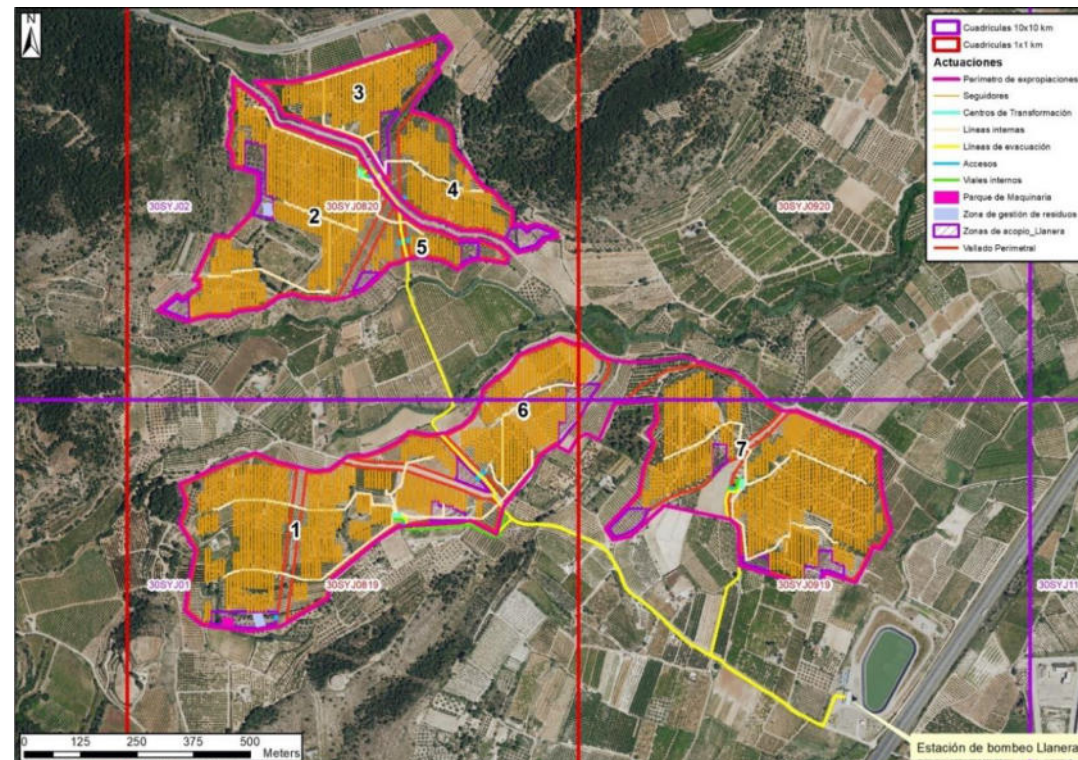 N
Cuadrículas 10x10 km
Cuadrículas 1x1 km
Actuaciones
Perímetro de expropiaciones
Seguidores
Centros de Transformación
Líneas internas
Líneas de evacuación
Accesos
Viales internos
Parque de Maquinaria
Zona de gestión de residuos
Zonas de acopio_Llanera
Vallado Perimetral
3
4
2
5
30SYJ02
30SYJ0820
30SYJ0920
6
7
1
30SYJ01
30SYJ0819
30SYJ0919
30SYJ11
0 125 250 375 500
Meters
Estación de bombeo Llanera